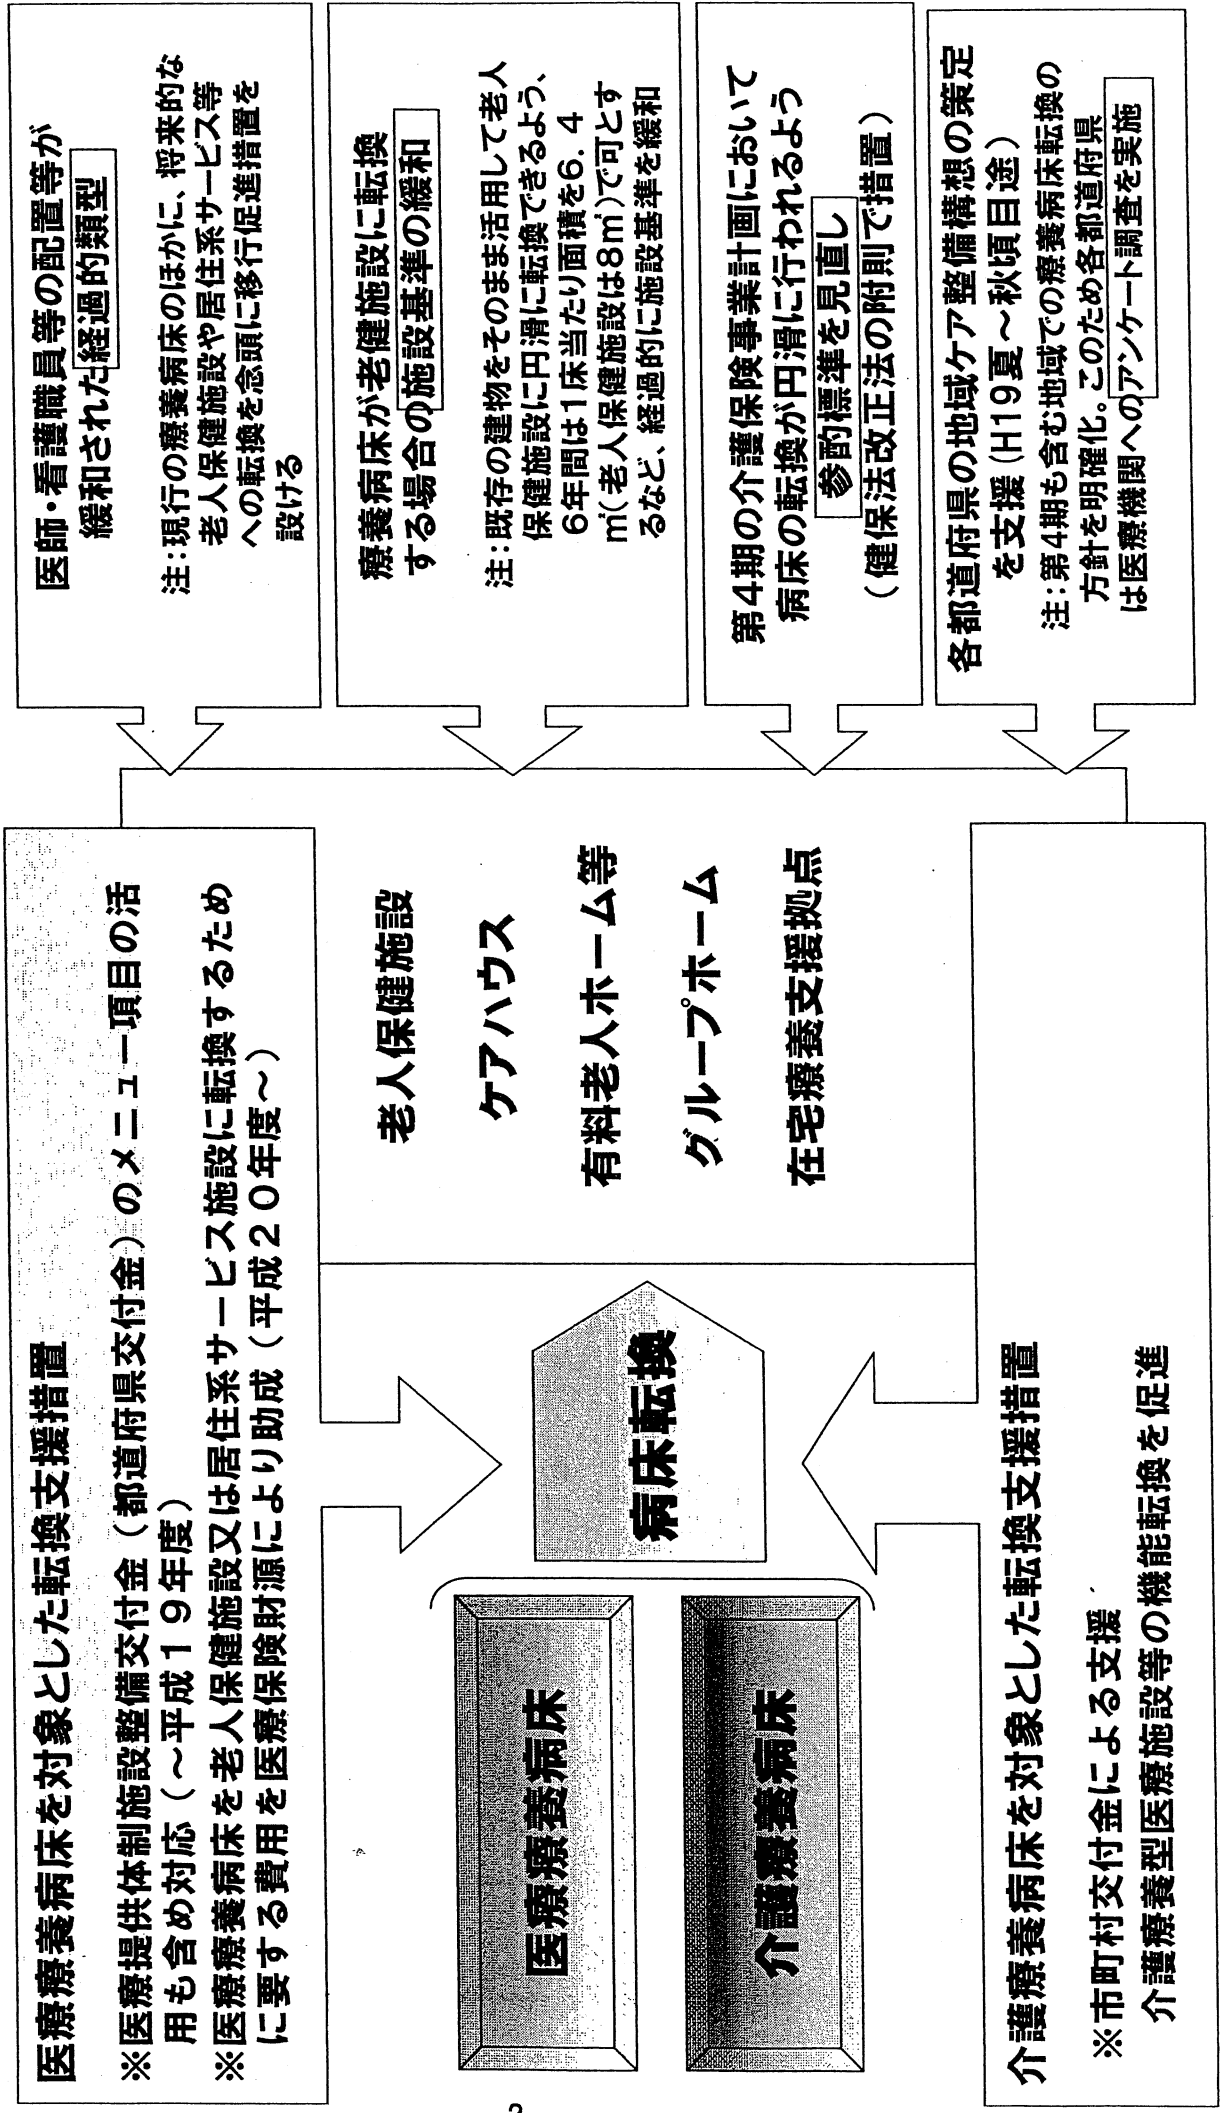 医療療養病床を対象とした転換支援措置
※医療提供体制施設整備交付金（都道府県交付金）のメニュー項目の活
用も含め対応（～平成１９年度）
※医療療養病床を老人保健施設又は居住系サービス施設に転換するため
に要する費用を医療保険財源により助成（平成２０年度～）
医療療養病床
介護療養病床
病床転換
老人保健施設
ケアハウス
有料老人ホーム等
グループホーム
在宅療養支援拠点
介護療養病床を対象とした転換支援措置
※市町村交付金による支援
介護療養型医療施設等の機能転換を促進
医師・看護職員等の配置等が
緩和された経過的類型
注：現行の療養病床のほかに、将来的な
老人保健施設や居住系サービス等
への転換を念頭に移行促進措置を
設ける
療養病床が老健施設に転換
する場合の施設基準の緩和
注：既存の建物をそのまま活用して老人
保健施設に円滑に転換できるよう、
６年間は１床当たり面積を６．４
㎡（老人保健施設は８㎡）で可とす
るなど、経過的に施設基準を緩和
第４期の介護保険事業計画において
病床の転換が円滑に行われるよう
参酌標準を見直し
（健保法改正法の附則で措置）
各都道府県の地域ケア整備構想の策定
を支援（H19夏～秋頃目途）
注：第４期も含む地域での療養病床転換の
方針を明確化。このため各都道府県
は医療機関へのアンケート調査を実施